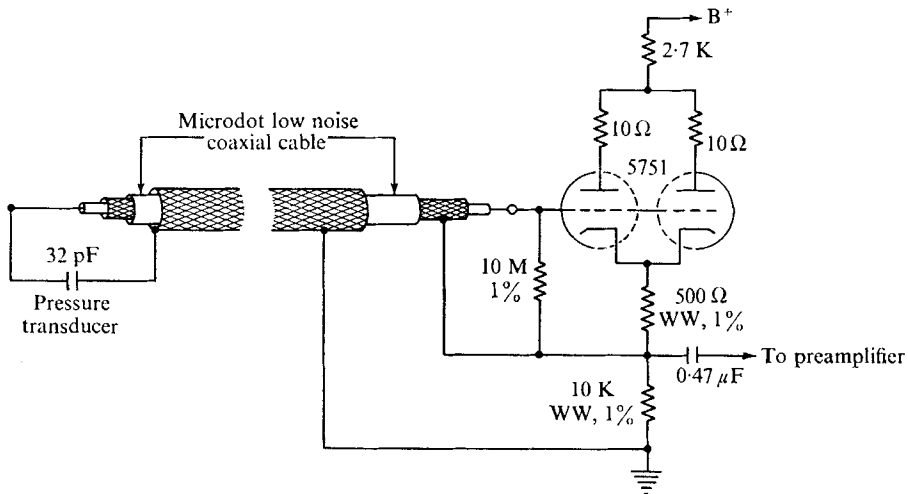 B⁺
2·7 K
Microdot low noise
coaxial cable
10Ω
10Ω
5751
32 pF
Pressure
transducer
10 M
1%
500 Ω
WW, 1%
To preamplifier
0·47 μF
10 K
WW, 1%